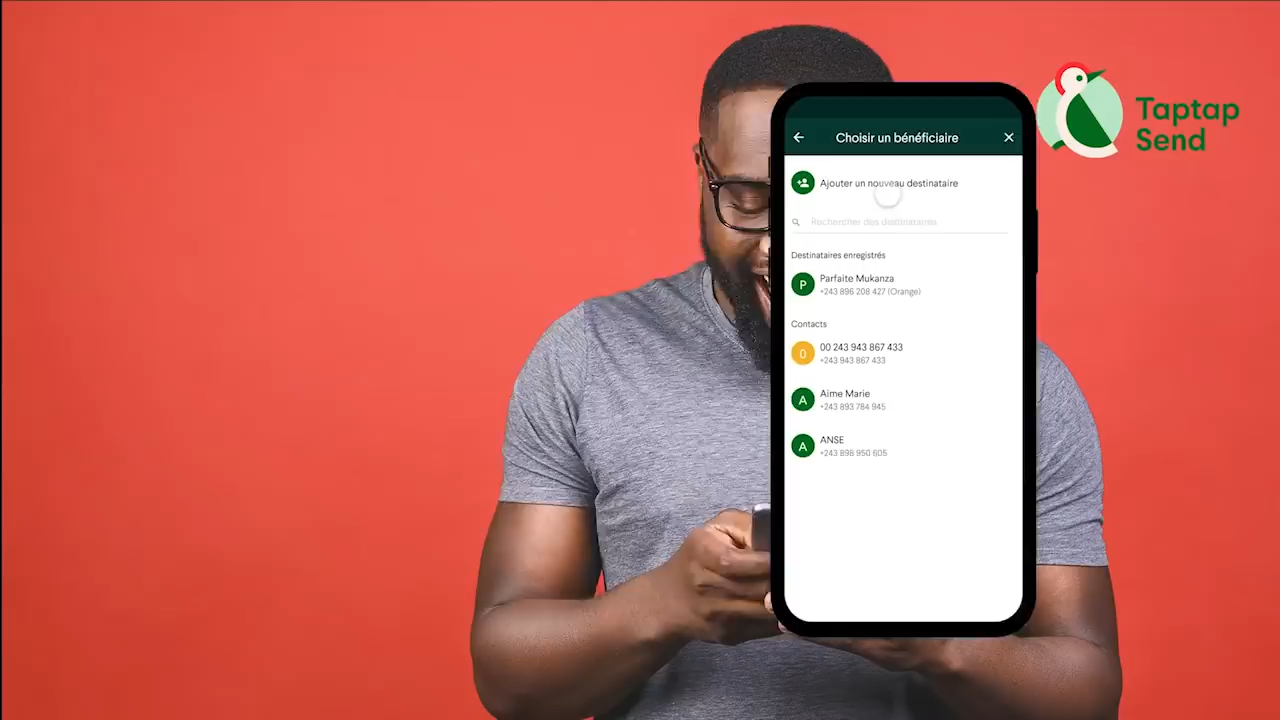 Taptap
Send
Choisir un bénéficiaire
Ajouter un nouveau destinataire
Rechercher des destinataires
Destinataires enregistrés
P
Parfaite Mukanza
+243 896 208 427 (Orange)
Contacts
0
00 243 943 867 433
+243 943 867 433
A
Aime Marie
+243 893 784 945
A
ANSE
+243 898 950 605